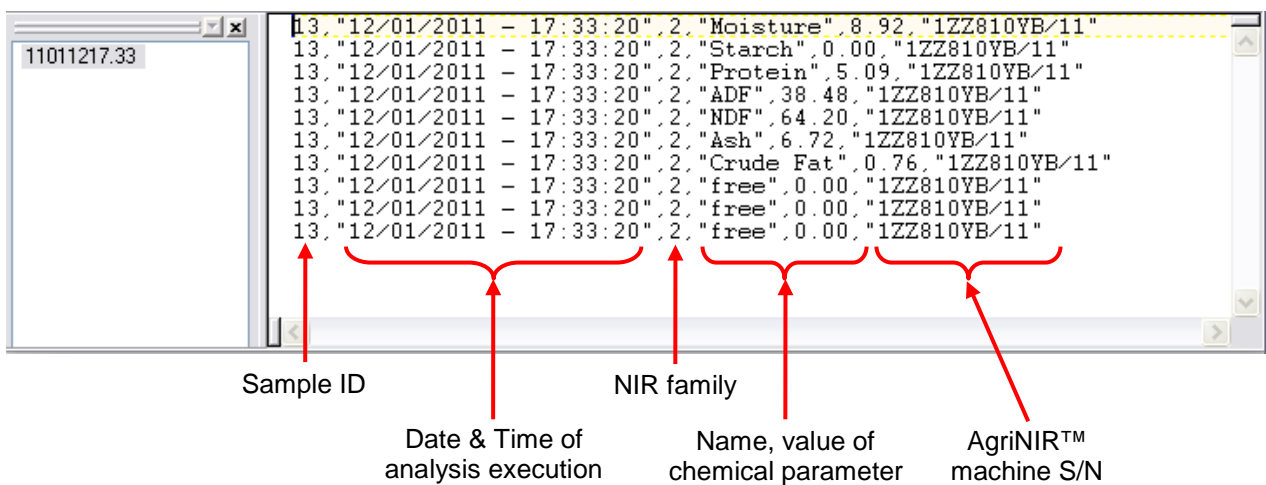 11011217.33
13,"12/01/2011 - 17:33:20",2,"Moisture",8.92,"1ZZ810YB/11"
13,"12/01/2011 - 17:33:20",2,"Starch",0.00,"1ZZ810YB/11"
13,"12/01/2011 - 17:33:20",2,"Protein",5.09,"1ZZ810YB/11"
13,"12/01/2011 - 17:33:20",2,"ADF",38.48,"1ZZ810YB/11"
13,"12/01/2011 - 17:33:20",2,"NDF",64.20,"1ZZ810YB/11"
13,"12/01/2011 - 17:33:20",2,"Ash",6.72,"1ZZ810YB/11"
13,"12/01/2011 - 17:33:20",2,"Crude Fat",0.76,"1ZZ810YB/11"
13,"12/01/2011 - 17:33:20",2,"free",0.00,"1ZZ810YB/11"
13,"12/01/2011 - 17:33:20",2,"free",0.00,"1ZZ810YB/11"
13,"12/01/2011 - 17:33:20",2,"free",0.00,"1ZZ810YB/11"
Sample ID
NIR family
Date & Time of
analysis execution
Name, value of
chemical parameter
AgriNIR™
machine S/N